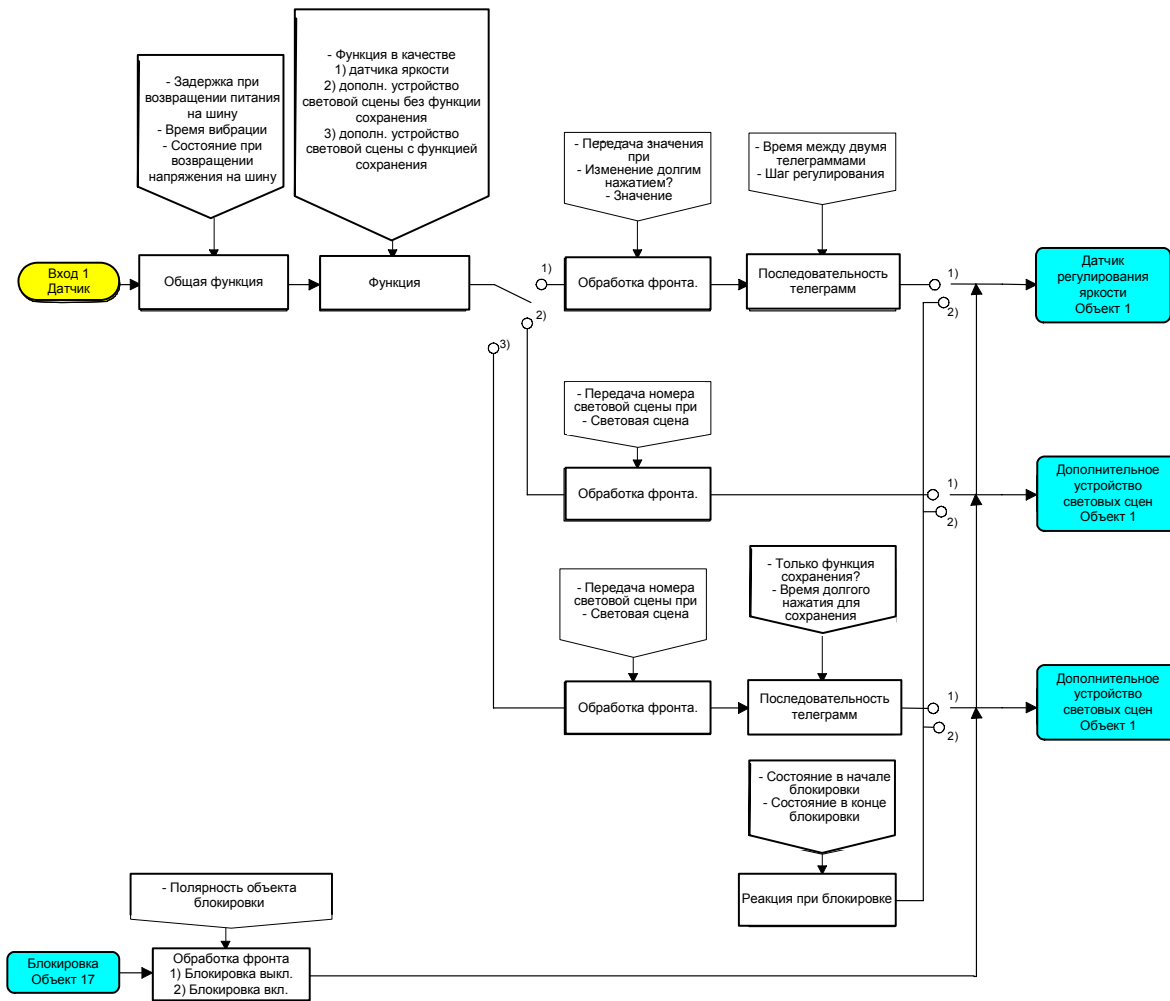 - Задержка при
возвращении питания
на шину
- Время вибрации
- Состояние при
возвращении
напряжения на шину
- Функция в качестве
1) датчика яркости
2) дополн. устройство
световой сцены без функции
сохранения
3) дополн. устройство
световой сцены с функцией
сохранения
- Передача значения
при
- Изменение долгим
нажатием?
- Значение
- Время между двумя
телеграммами
- Шаг регулирования
Вход 1
Датчик
Общая функция
Функция
1)
2)
3)
Обработка фронта.
Последовательность
телеграмм
1)
2)
Датчик
регулирования
яркости
Объект 1
- Передача номера
световой сцены при
- Световая сцена
Обработка фронта.
1)
2)
Дополнительное
устройство
световых сцен
Объект 1
- Передача номера
световой сцены при
- Световая сцена
- Только функция
сохранения?
- Время долгого
нажатия для
сохранения
Обработка фронта.
Последовательность
телеграмм
1)
2)
Дополнительное
устройство
световых сцен
Объект 1
- Состояние в начале
блокировки
- Состояние в конце
блокировки
Реакция при блокировке
- Полярность объекта
блокировки
Блокировка
Объект 17
Обработка фронта
1) Блокировка выкл.
2) Блокировка вкл.